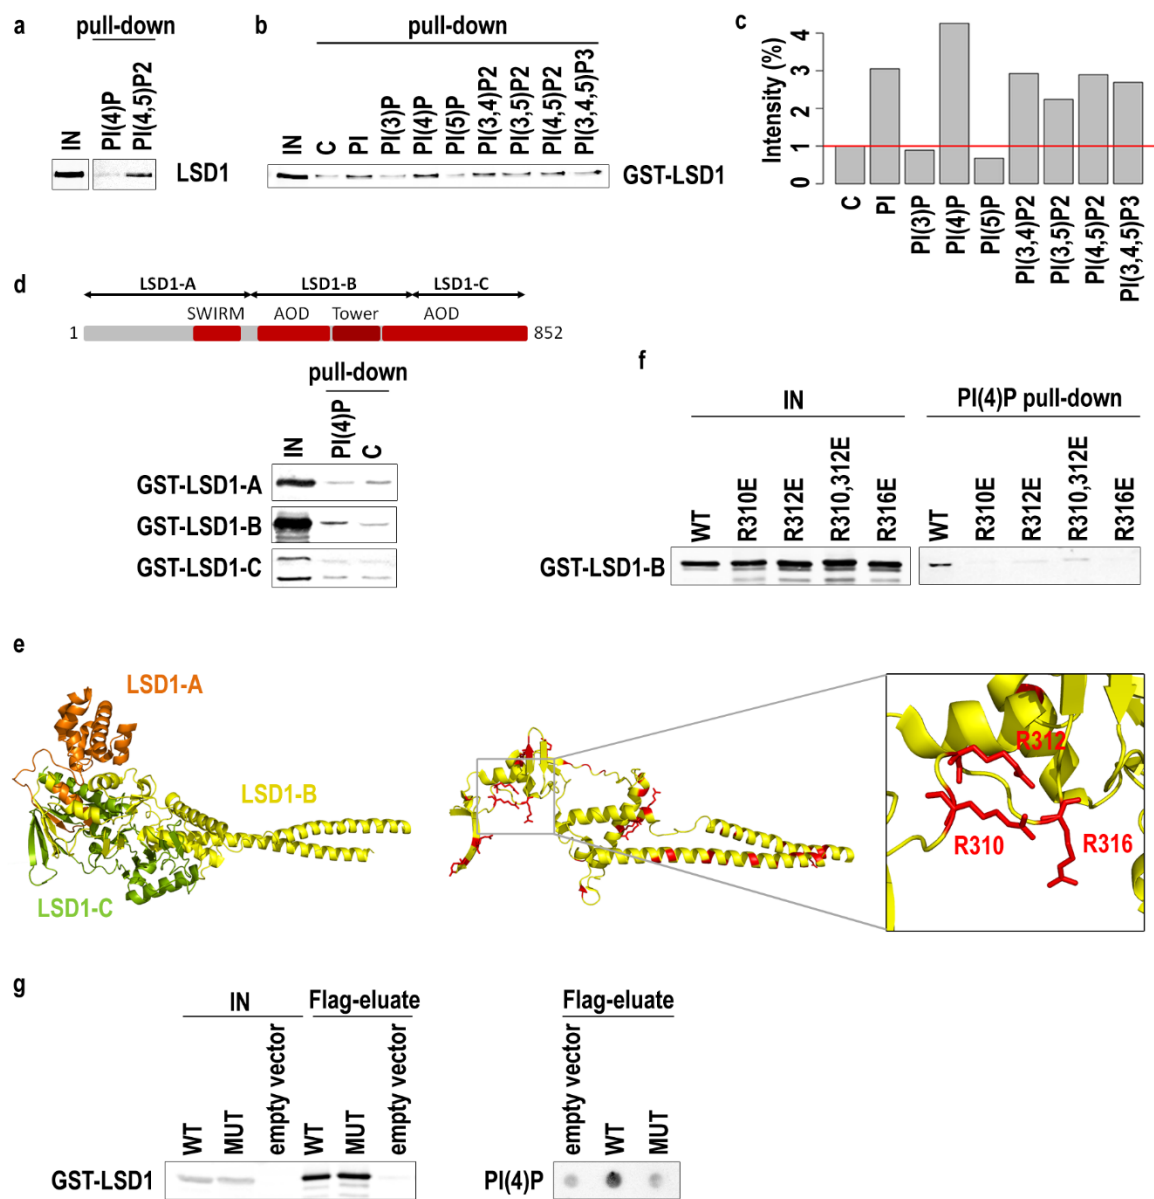 a
pull-down
IN
PI(4)P
PI(4,5)P2
LSD1
b
pull-down
IN
C
PI
PI(3)P
PI(4)P
PI(5)P
PI(3,4)P2
PI(3,5)P2
PI(4,5)P2
PI(3,4,5)P3
GST-LSD1
c
Intensity (%)
4
3
2
1
0
C
PI
PI(3)P
PI(4)P
PI(5)P
PI(3,4)P2
PI(3,5)P2
PI(4,5)P2
PI(3,4,5)P3
d
LSD1-A LSD1-B LSD1-C
SWIRM AOD Tower AOD
1 852
pull-down
IN
PI(4)P
C
GST-LSD1-A
GST-LSD1-B
GST-LSD1-C
f
IN
PI(4)P pull-down
WT
R310E
R312E
R310,312E
R316E
WT
R310E
R312E
R310,312E
R316E
GST-LSD1-B
e
LSD1-A
LSD1-B
LSD1-C
R312
R310
R316
g
IN
Flag-eluate
WT
MUT
empty vector
WT
MUT
empty vector
GST-LSD1
Flag-eluate
empty vector
WT
MUT
PI(4)P